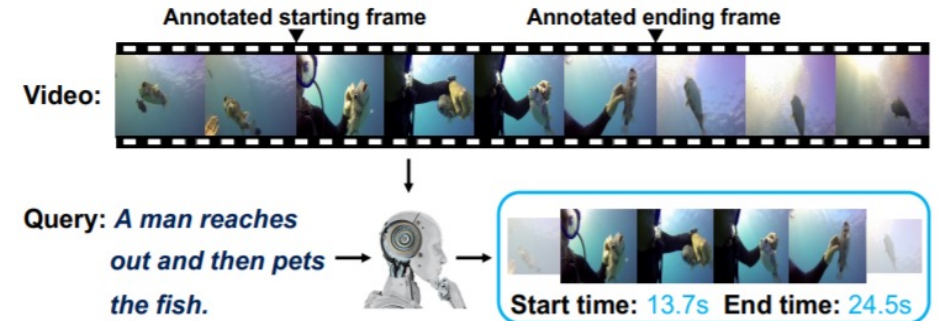 Annotated starting frame Annotated ending frame
Video:
Query: A man reaches
out and then pets
the fish.
Start time: 13.7s End time: 24.5s